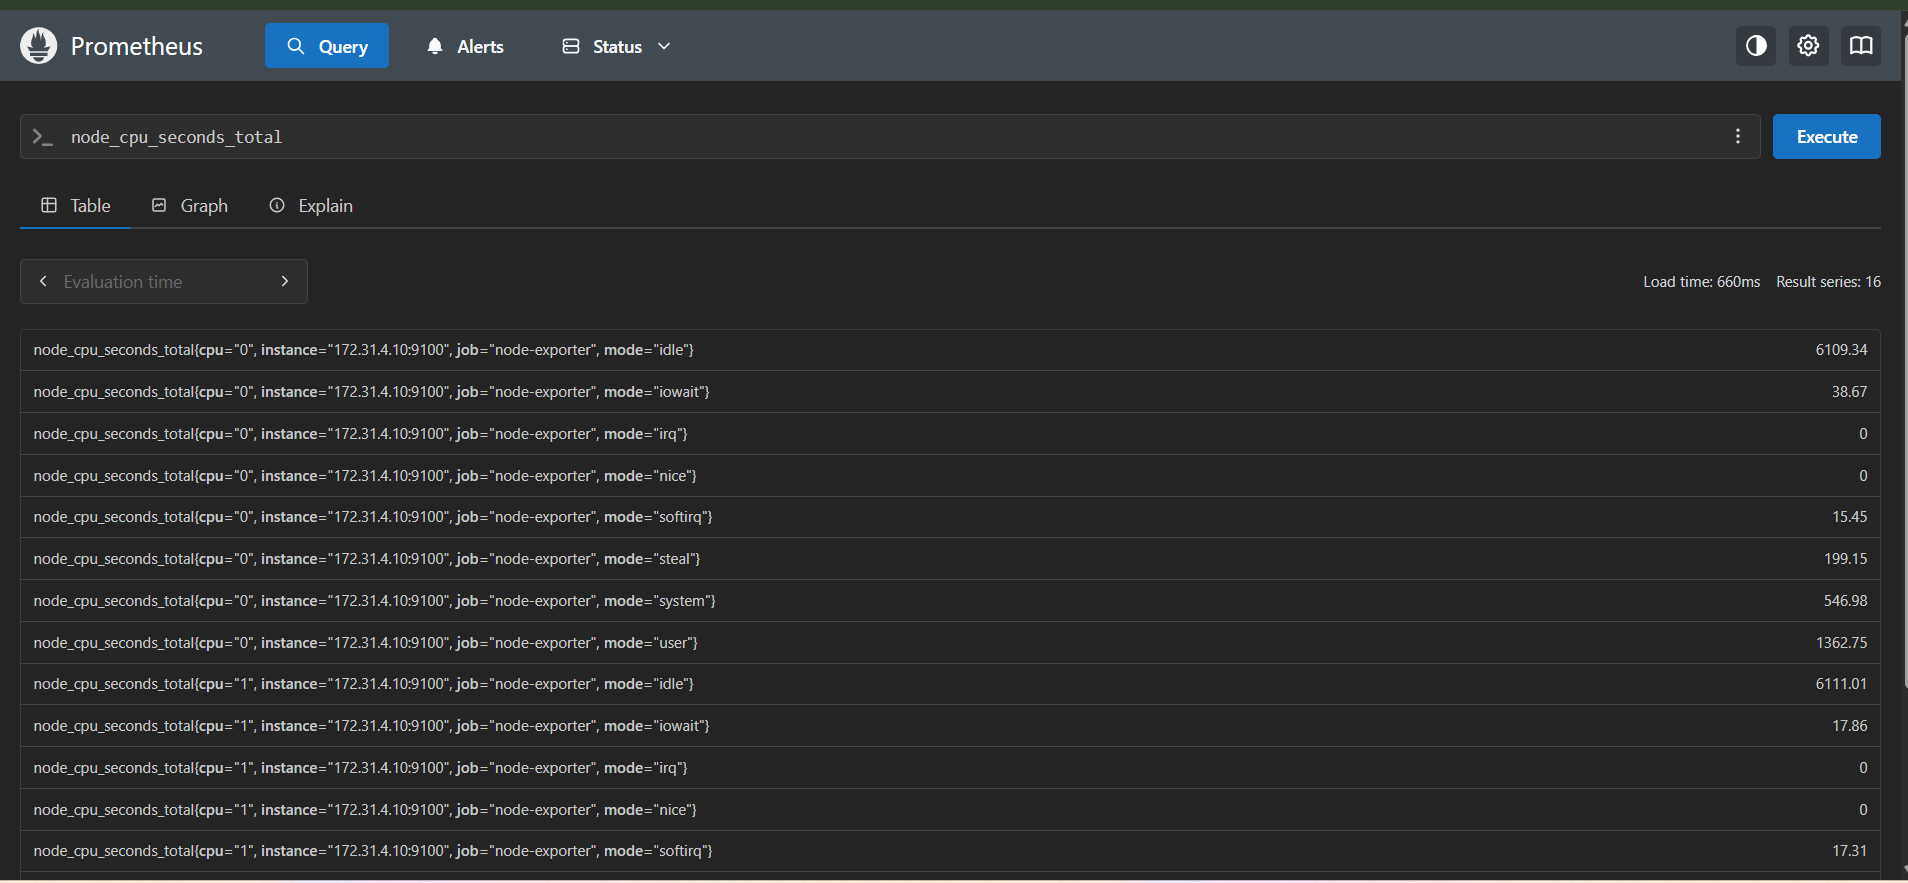 Prometheus Query Alerts Status
>_ node_cpu_seconds_total Execute
Table Graph Explain
Evaluation time Load time: 660ms Result series: 16
node_cpu_seconds_total{cpu="0", instance="172.31.4.10:9100", job="node-exporter", mode="idle"} 6109.34
node_cpu_seconds_total{cpu="0", instance="172.31.4.10:9100", job="node-exporter", mode="iowait"} 38.67
node_cpu_seconds_total{cpu="0", instance="172.31.4.10:9100", job="node-exporter", mode="irq"} 0
node_cpu_seconds_total{cpu="0", instance="172.31.4.10:9100", job="node-exporter", mode="nice"} 0
node_cpu_seconds_total{cpu="0", instance="172.31.4.10:9100", job="node-exporter", mode="softirq"} 15.45
node_cpu_seconds_total{cpu="0", instance="172.31.4.10:9100", job="node-exporter", mode="steal"} 199.15
node_cpu_seconds_total{cpu="0", instance="172.31.4.10:9100", job="node-exporter", mode="system"} 546.98
node_cpu_seconds_total{cpu="0", instance="172.31.4.10:9100", job="node-exporter", mode="user"} 1362.75
node_cpu_seconds_total{cpu="1", instance="172.31.4.10:9100", job="node-exporter", mode="idle"} 6111.01
node_cpu_seconds_total{cpu="1", instance="172.31.4.10:9100", job="node-exporter", mode="iowait"} 17.86
node_cpu_seconds_total{cpu="1", instance="172.31.4.10:9100", job="node-exporter", mode="irq"} 0
node_cpu_seconds_total{cpu="1", instance="172.31.4.10:9100", job="node-exporter", mode="nice"} 0
node_cpu_seconds_total{cpu="1", instance="172.31.4.10:9100", job="node-exporter", mode="softirq"} 17.31